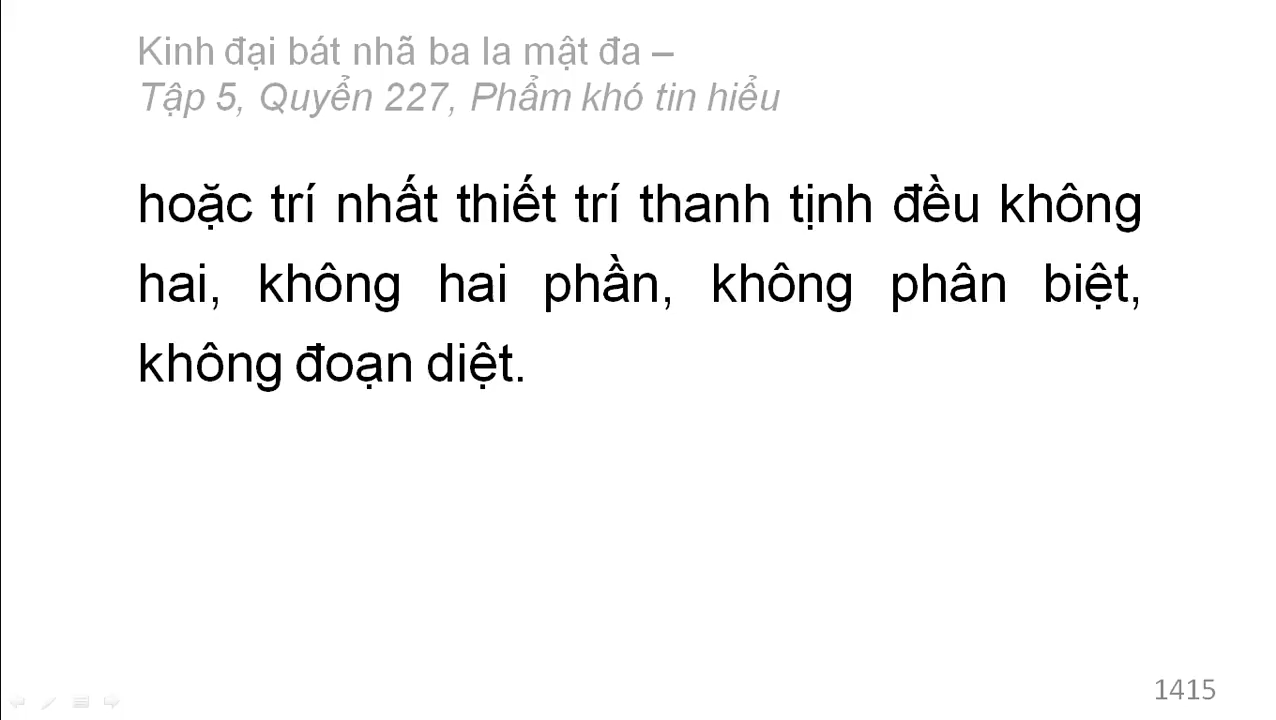 Kinh đại bát nhã ba la mật đa –
Tập 5, Quyển 227, Phẩm khó tin hiểu
hoặc trí nhất thiết trí thanh tịnh đều không
hai, không hai phần, không phân biệt,
không đoạn diệt.
1415